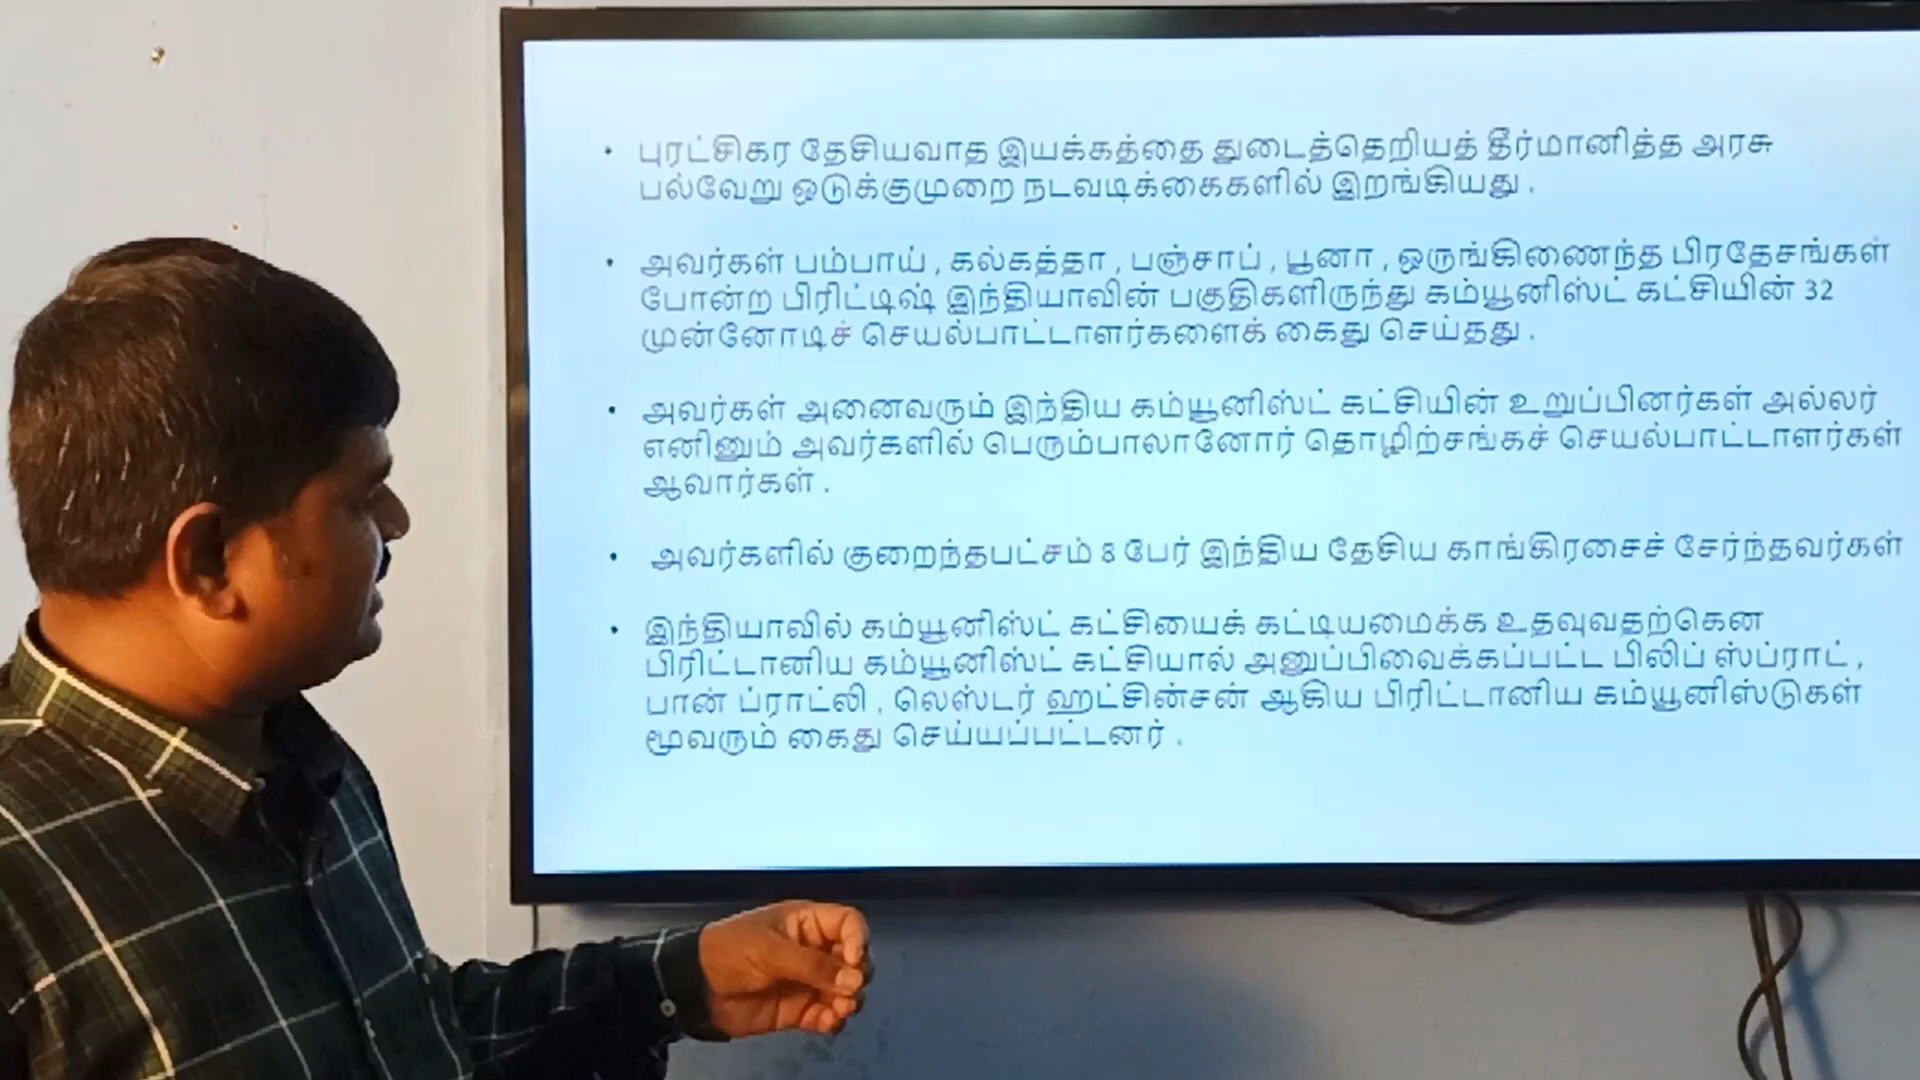 • புரட்சிகர தேசியவாத இயக்கத்தை துடைத்தெறியத் தீர்மானித்த அரசு
பல்வேறு ஒடுக்குமுறை நடவடிக்கைகளில் இறங்கியது .
• அவர்கள் பம்பாய் , கல்கத்தா , பஞ்சாப் , பூனா , ஒருங்கிணைந்த பிரதேசங்கள்
போன்ற பிரிட்டிஷ் இந்தியாவின் பகுதிகளிருந்து கம்யூனிஸ்ட் கட்சியின் 32
முன்னோடிச் செயல்பாட்டாளர்களைக் கைது செய்தது .
• அவர்கள் அனைவரும் இந்திய கம்யூனிஸ்ட் கட்சியின் உறுப்பினர்கள் அல்லர்
எனினும் அவர்களில் பெரும்பாலானோர் தொழிற்சங்கச் செயல்பாட்டாளர்கள்
ஆவார்கள் .
• அவர்களில் குறைந்தபட்சம் 8 பேர் இந்திய தேசிய காங்கிரசைச் சேர்ந்தவர்கள்
• இந்தியாவில் கம்யூனிஸ்ட் கட்சியைக் கட்டியமைக்க உதவுவதற்கென
பிரிட்டானிய கம்யூனிஸ்ட் கட்சியால் அனுப்பிவைக்கப்பட்ட பிலிப் ஸ்ப்ராட் ,
பான் ப்ராட்லி , லெஸ்டர் ஹட்சின்சன் ஆகிய பிரிட்டானிய கம்யூனிஸ்டுகள்
மூவரும் கைது செய்யப்பட்டனர் .